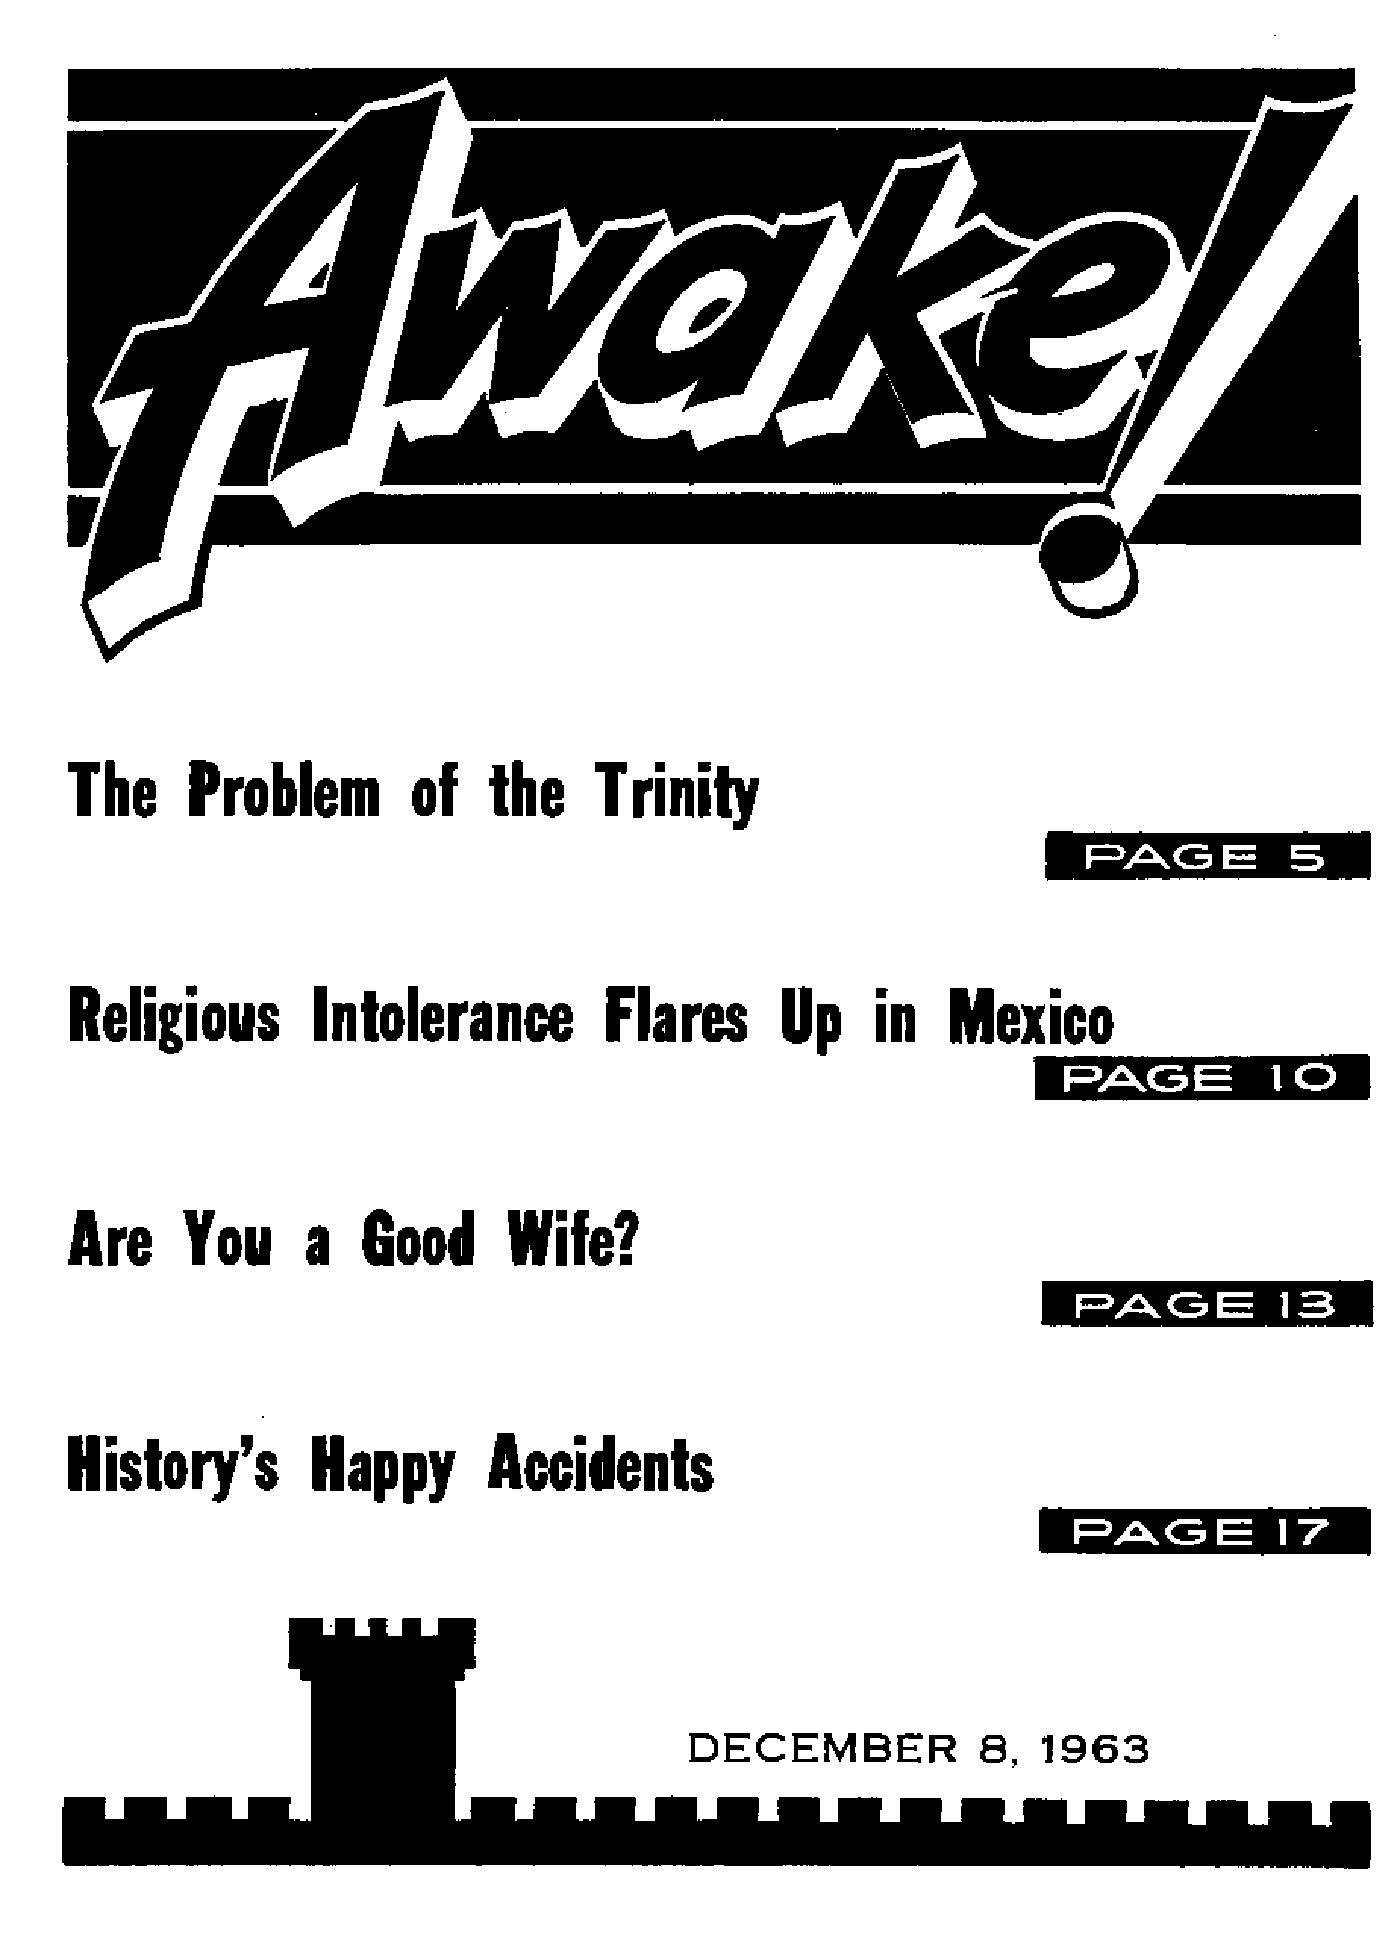 Awake!
The Problem of the Trinity
PAGE 5
Religious Intolerance Flares Up in Mexico
PAGE 10
Are You a Good Wife?
PAGE 13
History's Happy Accidents
PAGE 17
DECEMBER 8, 1963